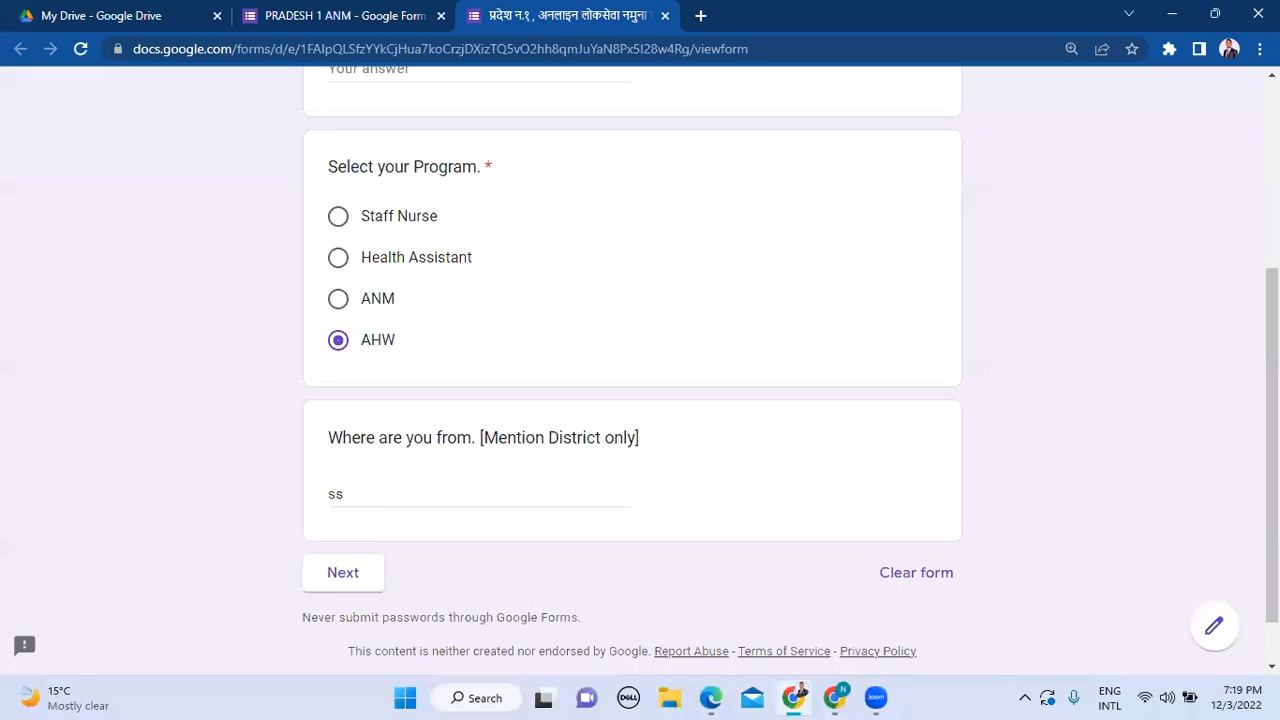 My Drive - Google Drive
PRADESH 1 ANM - Google Form
प्रदेश न.१, अनलाइन लोकसेवा नमुना
docs.google.com/forms/d/e/1FAIpQLSfzYYkCjHua7koCrzjDXizTQ5vO2hh8qmJuYaN8Px5I28w4Rg/viewform
Your answer
Select your Program. *
Staff Nurse
Health Assistant
ANM
AHW
Where are you from. [Mention District only]
ss
Next
Clear form
Never submit passwords through Google Forms.
This content is neither created nor endorsed by Google. Report Abuse - Terms of Service - Privacy Policy
15°C
Mostly clear
Search
DELL
N
zoom
ENG
INTL
7:19 PM
12/3/2022